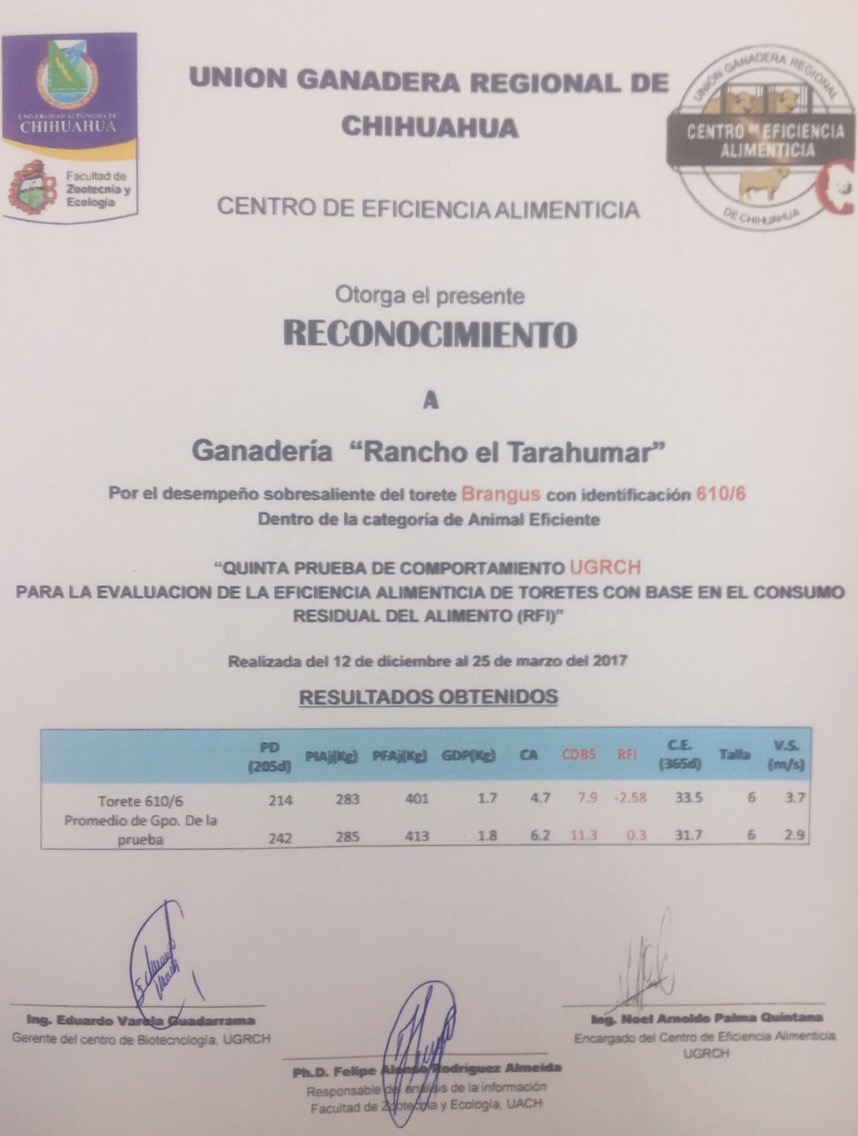 UNIVERSIDAD AUTÓNOMA DE
CHIHUAHUA
Facultad de
Zootecnia y
Ecología
UNION GANADERA REGIONAL DE
CHIHUAHUA
CENTRO DE EFICIENCIA ALIMENTICIA
UNIÓN GANADERA REGIONAL
CENTRO DE EFICIENCIA
ALIMENTICIA
DE CHIHUAHUA
Otorga el presente
RECONOCIMIENTO
A
Ganadería “Rancho el Tarahumar”
Por el desempeño sobresaliente del torete Brangus con identificación 610/6
Dentro de la categoría de Animal Eficiente
“QUINTA PRUEBA DE COMPORTAMIENTO UGRCH
PARA LA EVALUACION DE LA EFICIENCIA ALIMENTICIA DE TORETES CON BASE EN EL CONSUMO
RESIDUAL DEL ALIMENTO (RFI)”
Realizada del 12 de diciembre al 25 de marzo del 2017
RESULTADOS OBTENIDOS
PD (205d) PIAj(Kg) PFAj(Kg) GDP(Kg) CA CDBS RFI C.E. (365d) Talla V.S. (m/s)
Torete 610/6 214 283 401 1.7 4.7 7.9 -2.58 33.5 6 3.7
Promedio de Gpo. De la
prueba 242 285 413 1.8 6.2 11.3 0.3 31.7 6 2.9
Ing. Eduardo Varela Guadarrama
Gerente del centro de Biotecnología, UGRCH
Ph.D. Felipe Alonso Rodríguez Almeida
Responsable del análisis de la información
Facultad de Zootecnia y Ecología, UACH
Ing. Noel Arnoldo Palma Quintana
Encargado del Centro de Eficiencia Alimenticia
UGRCH